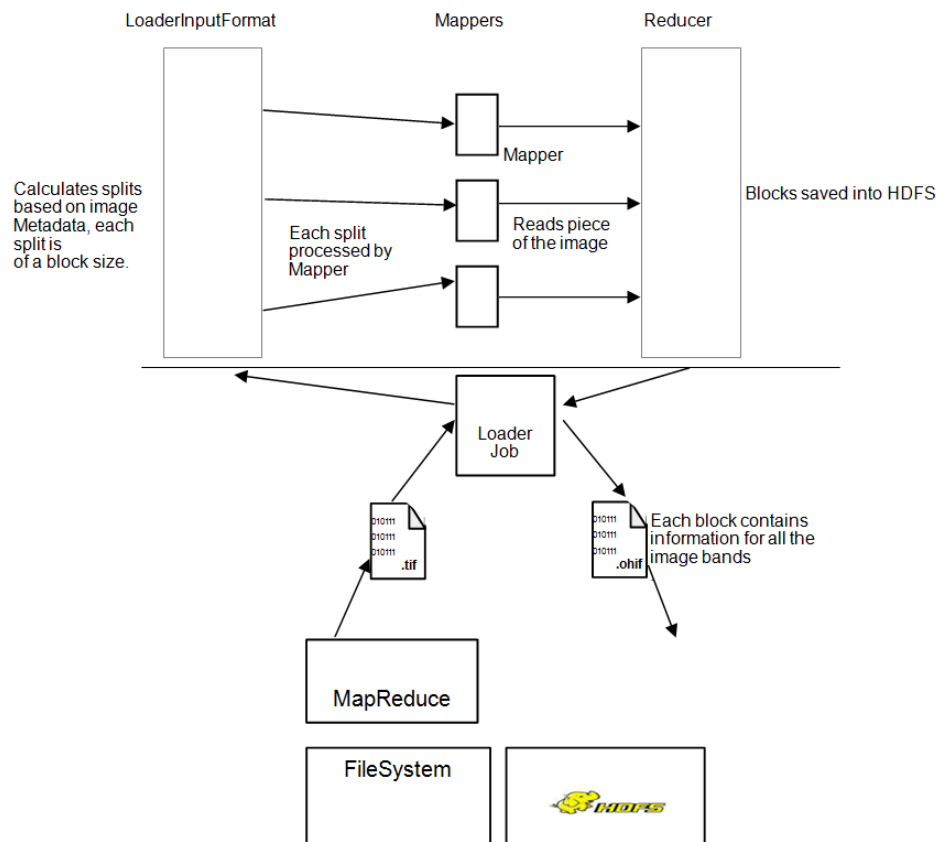 LoaderInputFormat
Mappers
Reducer
Mapper
Calculates splits
based on image
Metadata, each
split is
of a block size.
Each split
processed by
Mapper
Reads piece
of the image
Blocks saved into HDFS
Loader
Job
010111
010111
010111
.tif
010111
010111
010111
.ohif
Each block contains
information for all the
image bands
.
MapReduce
FileSystem
HDFS